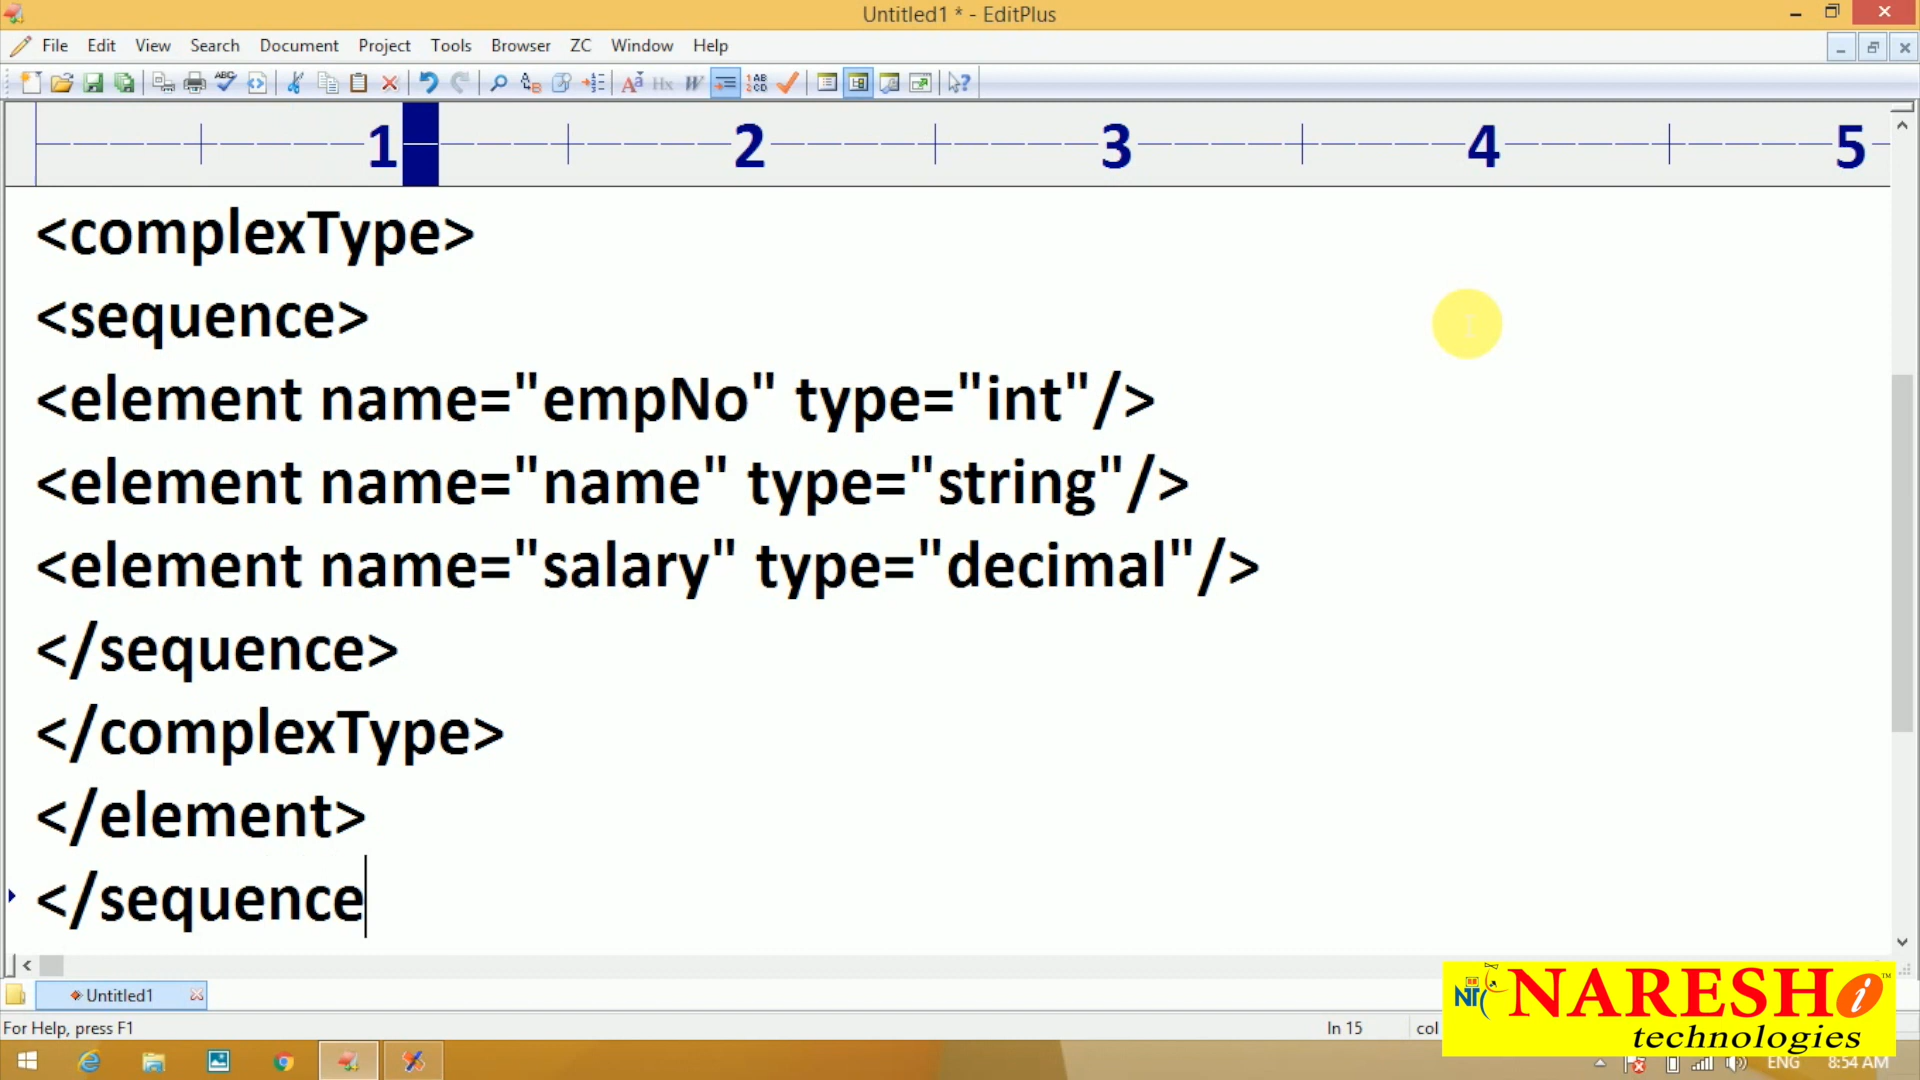 Untitled1 * - EditPlus
File Edit View Search Document Project Tools Browser ZC Window Help
1 2 3 4 5
<complexType>
<sequence>
<element name="empNo" type="int"/>
<element name="name" type="string"/>
<element name="salary" type="decimal"/>
</sequence>
</complexType>
</element>
</sequence
Untitled1
For Help, press F1
ln 15
col
NARESH i
technologies
ENG
8:54 AM